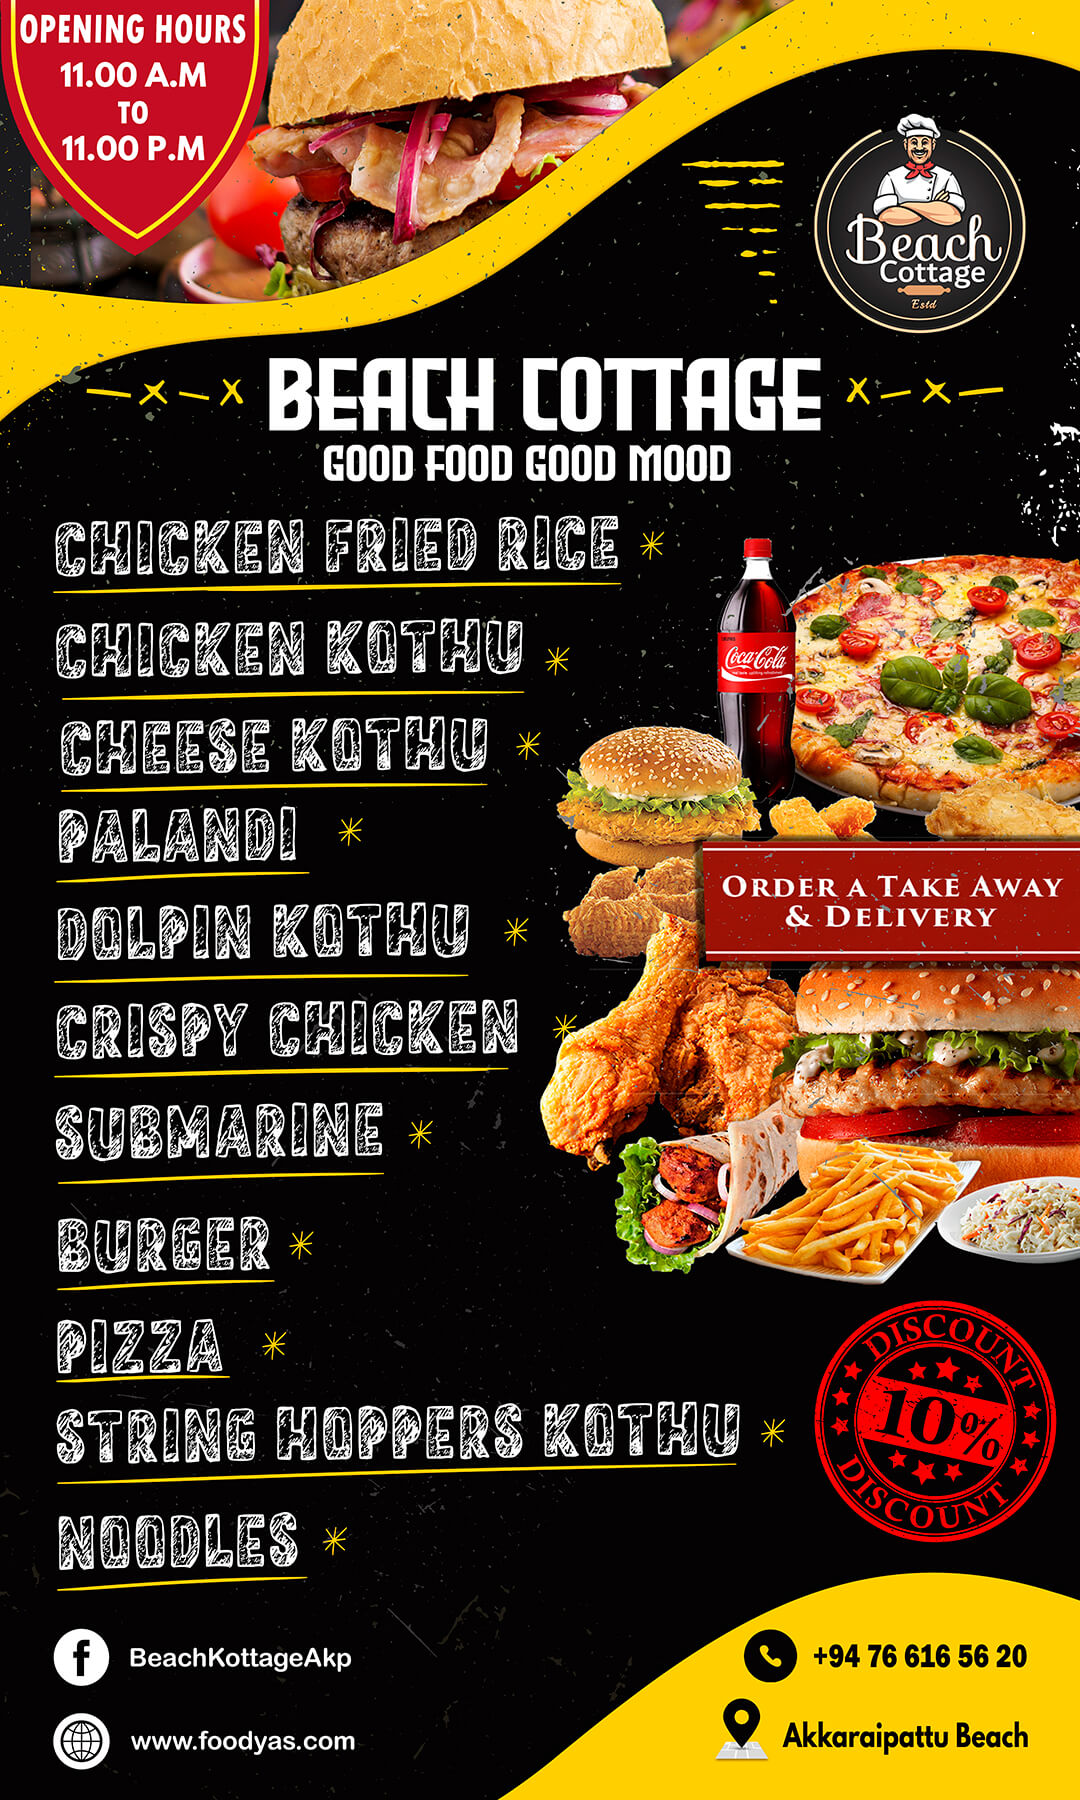 OPENING HOURS
11.00 A.M
TO
11.00 P.M
Beach
Cottage
Estd
BEACH COTTAGE
GOOD FOOD GOOD MOOD
CHICKEN FRIED RICE
CHICKEN KOTHU
CHEESE KOTHU
PALANDI
DOLPIN KOTHU
CRISPY CHICKEN
SUBMARINE
BURGER
PIZZA
STRING HOPPERS KOTHU
NOODLES
Coca-Cola
ORDER A TAKE AWAY
& DELIVERY
DISCOUNT
10%
DISCOUNT
BeachKottageAkp
www.foodyas.com
+94 76 616 56 20
Akkaraipattu Beach